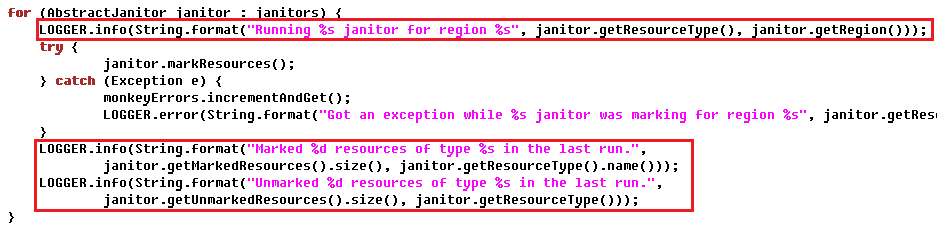 for (AbstractJanitor janitor : janitors) {
LOGGER.info(String.format("Running %s janitor for region %s", janitor.getResourceType(), janitor.getRegion()));
try {
janitor.markResources();
} catch (Exception e) {
monkeyErrors.incrementAndGet();
LOGGER.error(String.format("Got an exception while %s janitor was marking for region %s", janitor.getReso
}
LOGGER.info(String.format("Marked %d resources of type %s in the last run.",
janitor.getMarkedResources().size(), janitor.getResourceType().name()));
LOGGER.info(String.format("Unmarked %d resources of type %s in the last run.",
janitor.getUnmarkedResources().size(), janitor.getResourceType()));
}